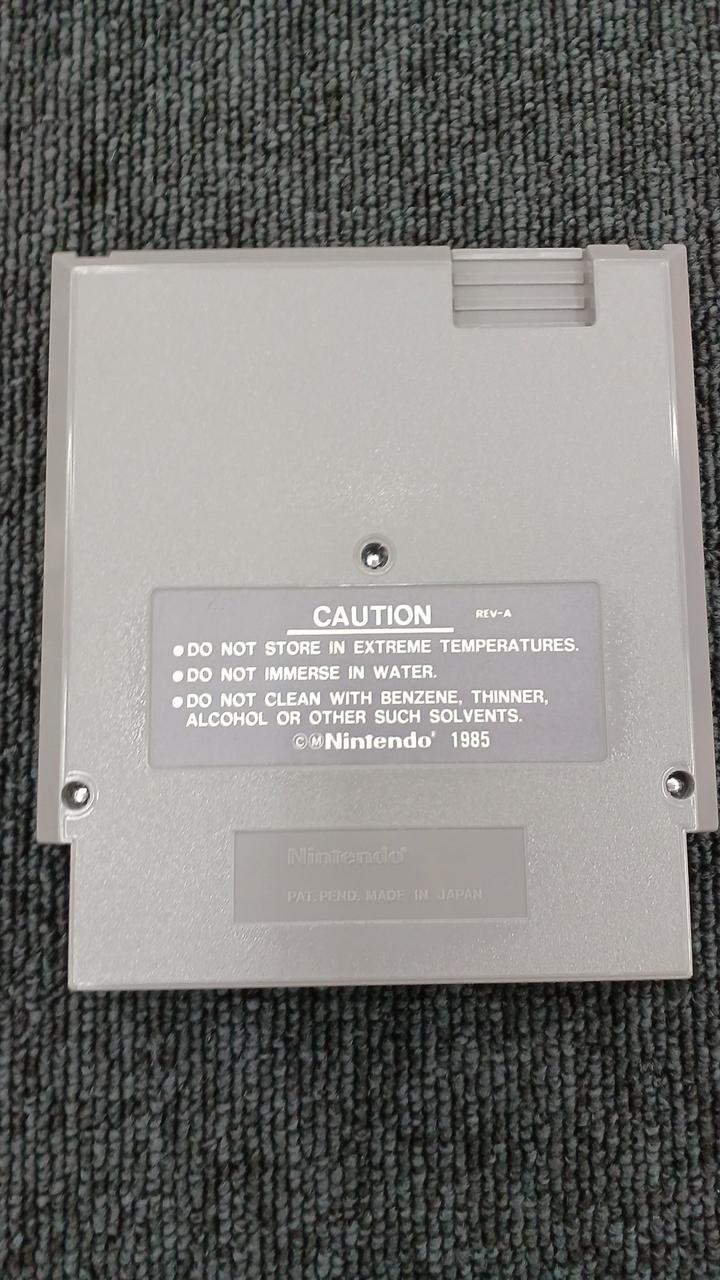 CAUTION REV-A
●DO NOT STORE IN EXTREME TEMPERATURES.
●DO NOT IMMERSE IN WATER.
●DO NOT CLEAN WITH BENZENE, THINNER,
ALCOHOL OR OTHER SUCH SOLVENTS.
©Ⓜ Nintendo® 1985
Nintendo®
PAT. PEND. MADE IN JAPAN